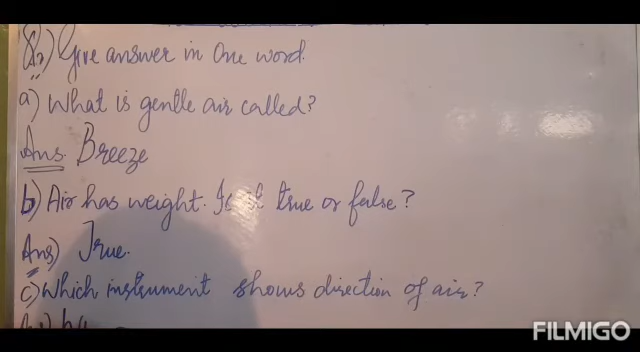 Q.2) Give answer in one word.
a) What is gentle air called?
Ans. Breeze
b) Air has weight. Is it true or false?
Ans) True.
c) Which instrument shows direction of air?
FILMIGO